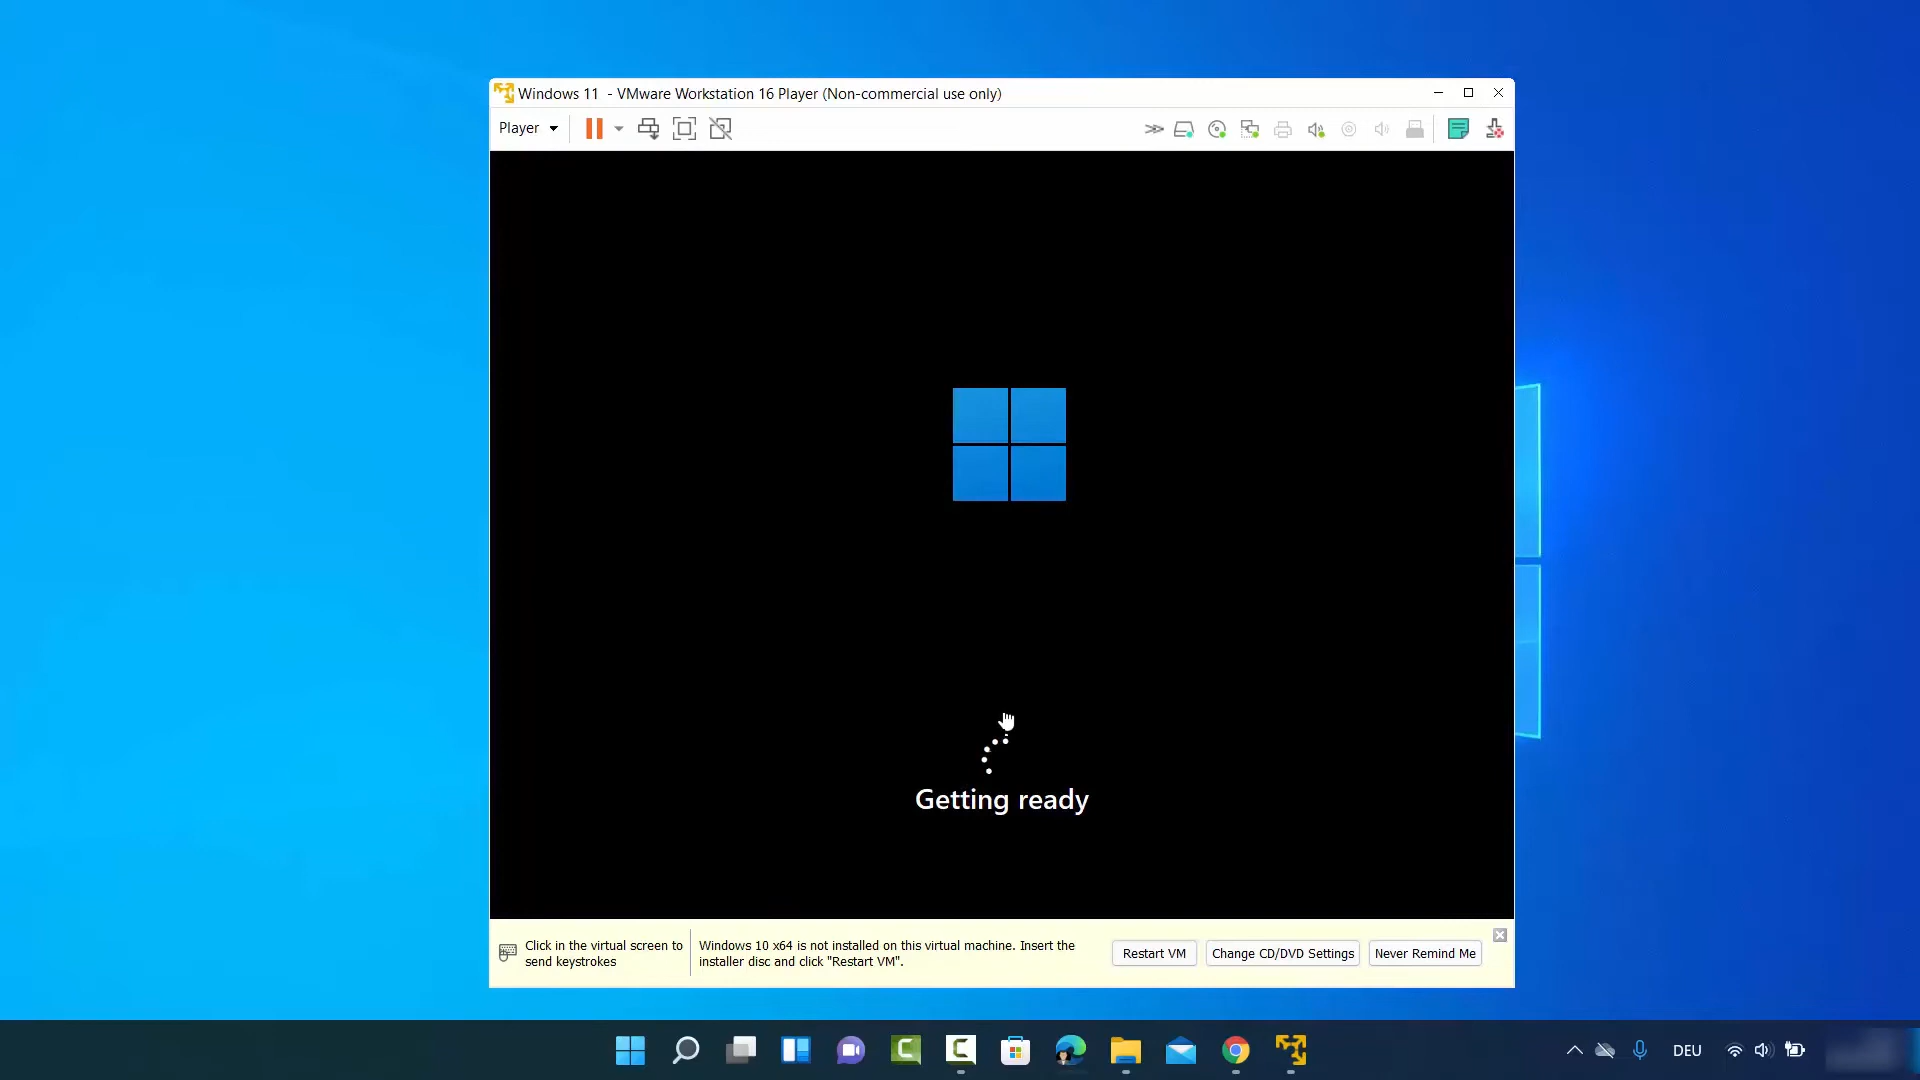 Windows 11 - VMware Workstation 16 Player (Non-commercial use only)
Player
Getting ready
Click in the virtual screen to
send keystrokes
Windows 10 x64 is not installed on this virtual machine. Insert the
installer disc and click "Restart VM".
Restart VM
Change CD/DVD Settings
Never Remind Me
DEU